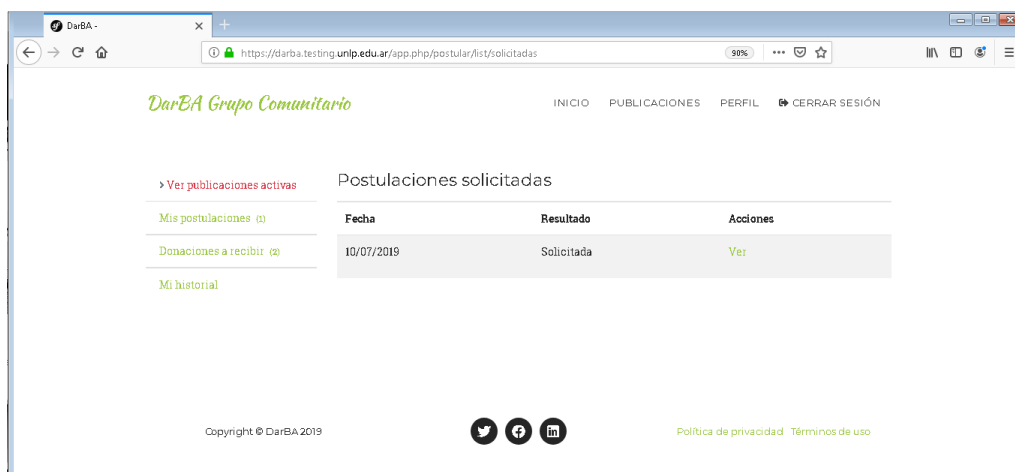 DarBA -
https://darba.testing.unlp.edu.ar/app.php/postular/list/solicitadas
90%
DarBA Grupo Comunitario
INICIO PUBLICACIONES PERFIL CERRAR SESIÓN
> Ver publicaciones activas
Mis postulaciones (1)
Donaciones a recibir (2)
Mi historial
Postulaciones solicitadas
Fecha Resultado Acciones
10/07/2019 Solicitada Ver
Copyright © DarBA 2019
Política de privacidad Términos de uso